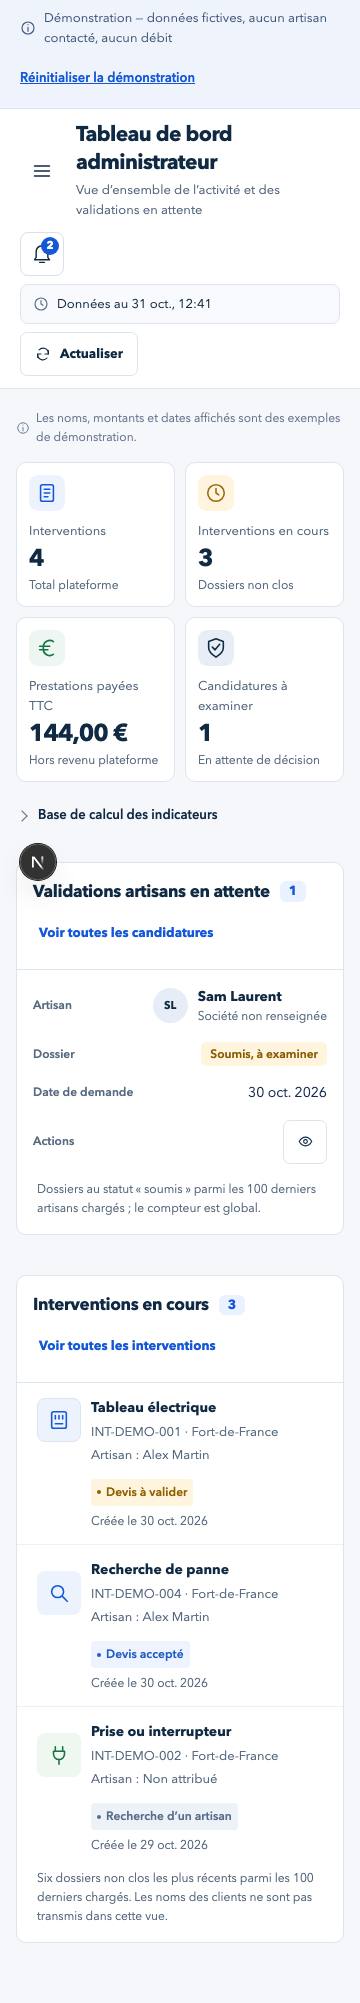 Démonstration — données fictives, aucun artisan
contacté, aucun débit
Réinitialiser la démonstration
Tableau de bord
administrateur
Vue d’ensemble de l’activité et des
validations en attente
2
Données au 31 oct., 12:41
Actualiser
Les noms, montants et dates affichés sont des exemples
de démonstration.
Interventions
4
Total plateforme
Interventions en cours
3
Dossiers non clos
Prestations payées
TTC
144,00 €
Hors revenu plateforme
Candidatures à
examiner
1
En attente de décision
Base de calcul des indicateurs
N
Validations artisans en attente 1
Voir toutes les candidatures
Artisan
SL
Sam Laurent
Société non renseignée
Dossier
Soumis, à examiner
Date de demande
30 oct. 2026
Actions
Dossiers au statut « soumis » parmi les 100 derniers
artisans chargés ; le compteur est global.
Interventions en cours 3
Voir toutes les interventions
Tableau électrique
INT-DEMO-001 · Fort-de-France
Artisan : Alex Martin
• Devis à valider
Créée le 30 oct. 2026
Recherche de panne
INT-DEMO-004 · Fort-de-France
Artisan : Alex Martin
• Devis accepté
Créée le 30 oct. 2026
Prise ou interrupteur
INT-DEMO-002 · Fort-de-France
Artisan : Non attribué
• Recherche d’un artisan
Créée le 29 oct. 2026
Six dossiers non clos les plus récents parmi les 100
derniers chargés. Les noms des clients ne sont pas
transmis dans cette vue.